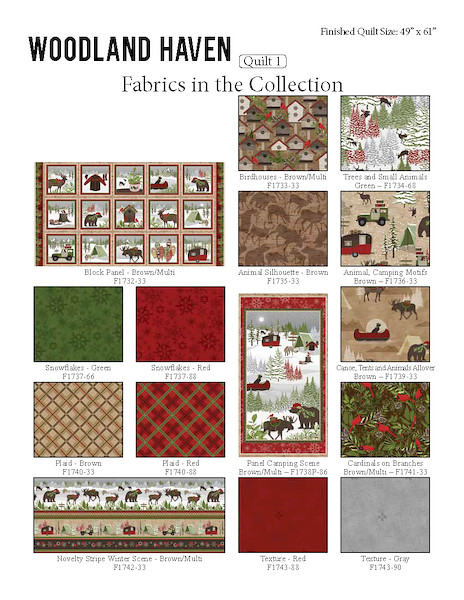 Finished Quilt Size: 49” x 61”
WOODLAND HAVEN
Quilt 1
Fabrics in the Collection
Birdhouses - Brown/Multi
F1733-33
Trees and Small Animals
Green – F1734-68
Block Panel - Brown/Multi
F1732-33
Animal Silhouette - Brown
F1735-33
Animal, Camping Motifs
Brown – F1736-33
Snowflakes - Green
F1737-66
Snowflakes - Red
F1737-88
Canoe, Tents and Animals Allover
Brown – F1739-33
Plaid - Brown
F1740-33
Plaid - Red
F1740-88
Panel Camping Scene
Brown/Multi – F1738P-86
Cardinals on Branches
Brown/Multi – F1741-33
Novelty Stripe Winter Scene - Brown/Multi
F1742-33
Texture - Red
F1743-88
Texture - Gray
F1743-90